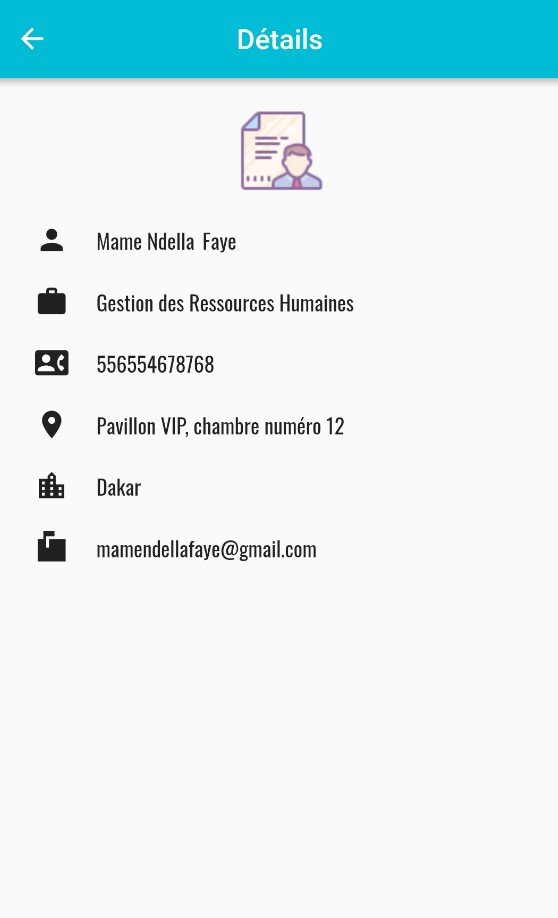 Détails
Mame Ndella Faye
Gestion des Ressources Humaines
556554678768
Pavillon VIP, chambre numéro 12
Dakar
mamendellafaye@gmail.com